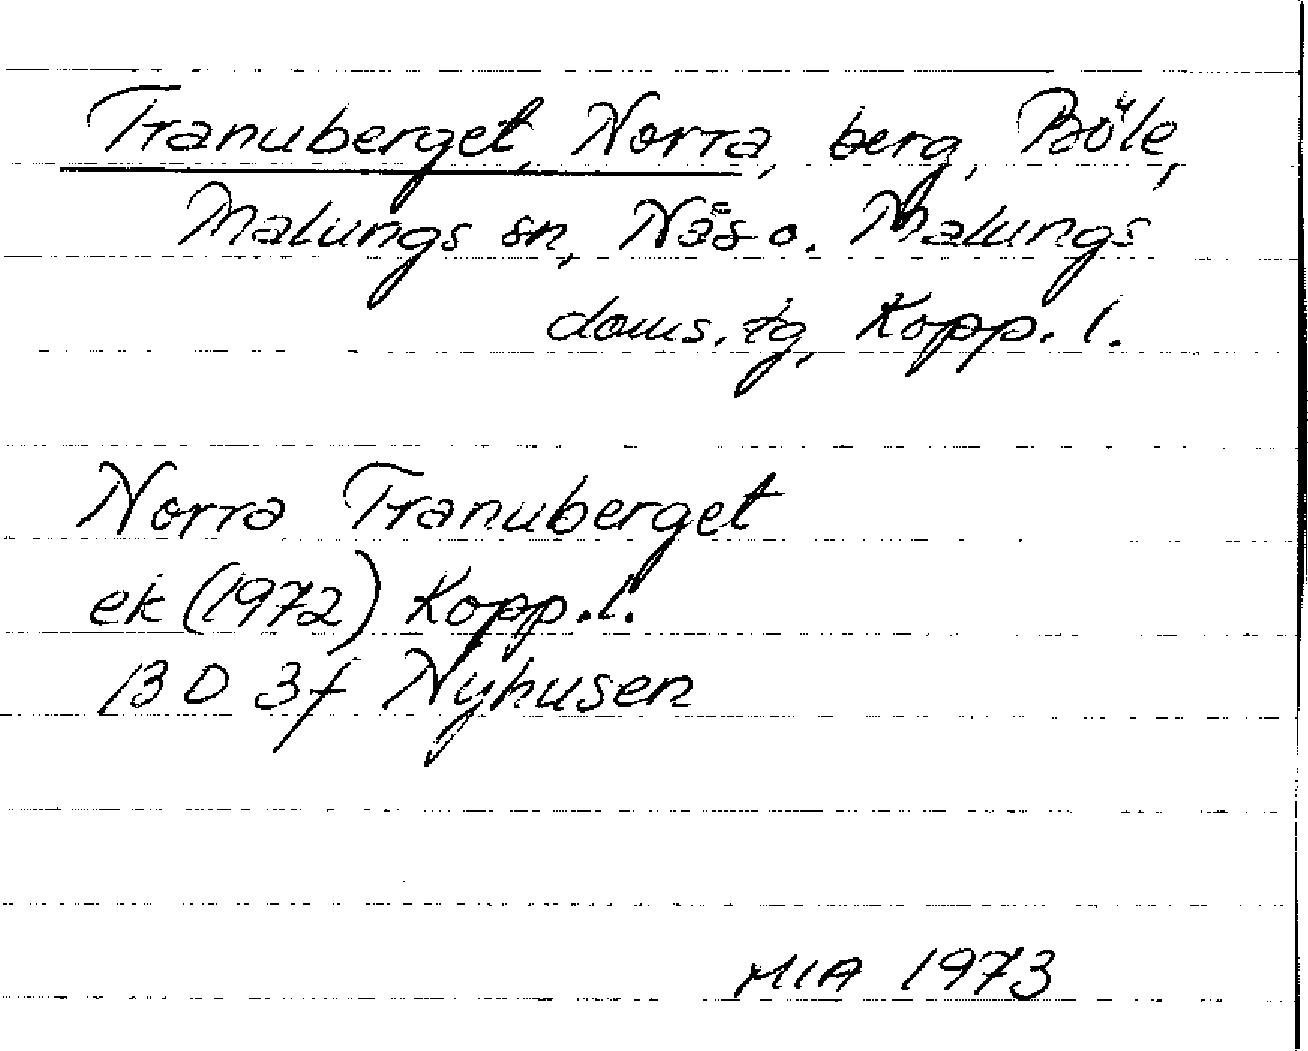 Tranuberget, Norra, berg, Böle,
Malungs sn, Nås o. Malungs
doms. tg, Kopp. l.
Norra Tranuberget
ek (1972) Kopp. l.
13 D 3f Nyhusen
MIA 1973